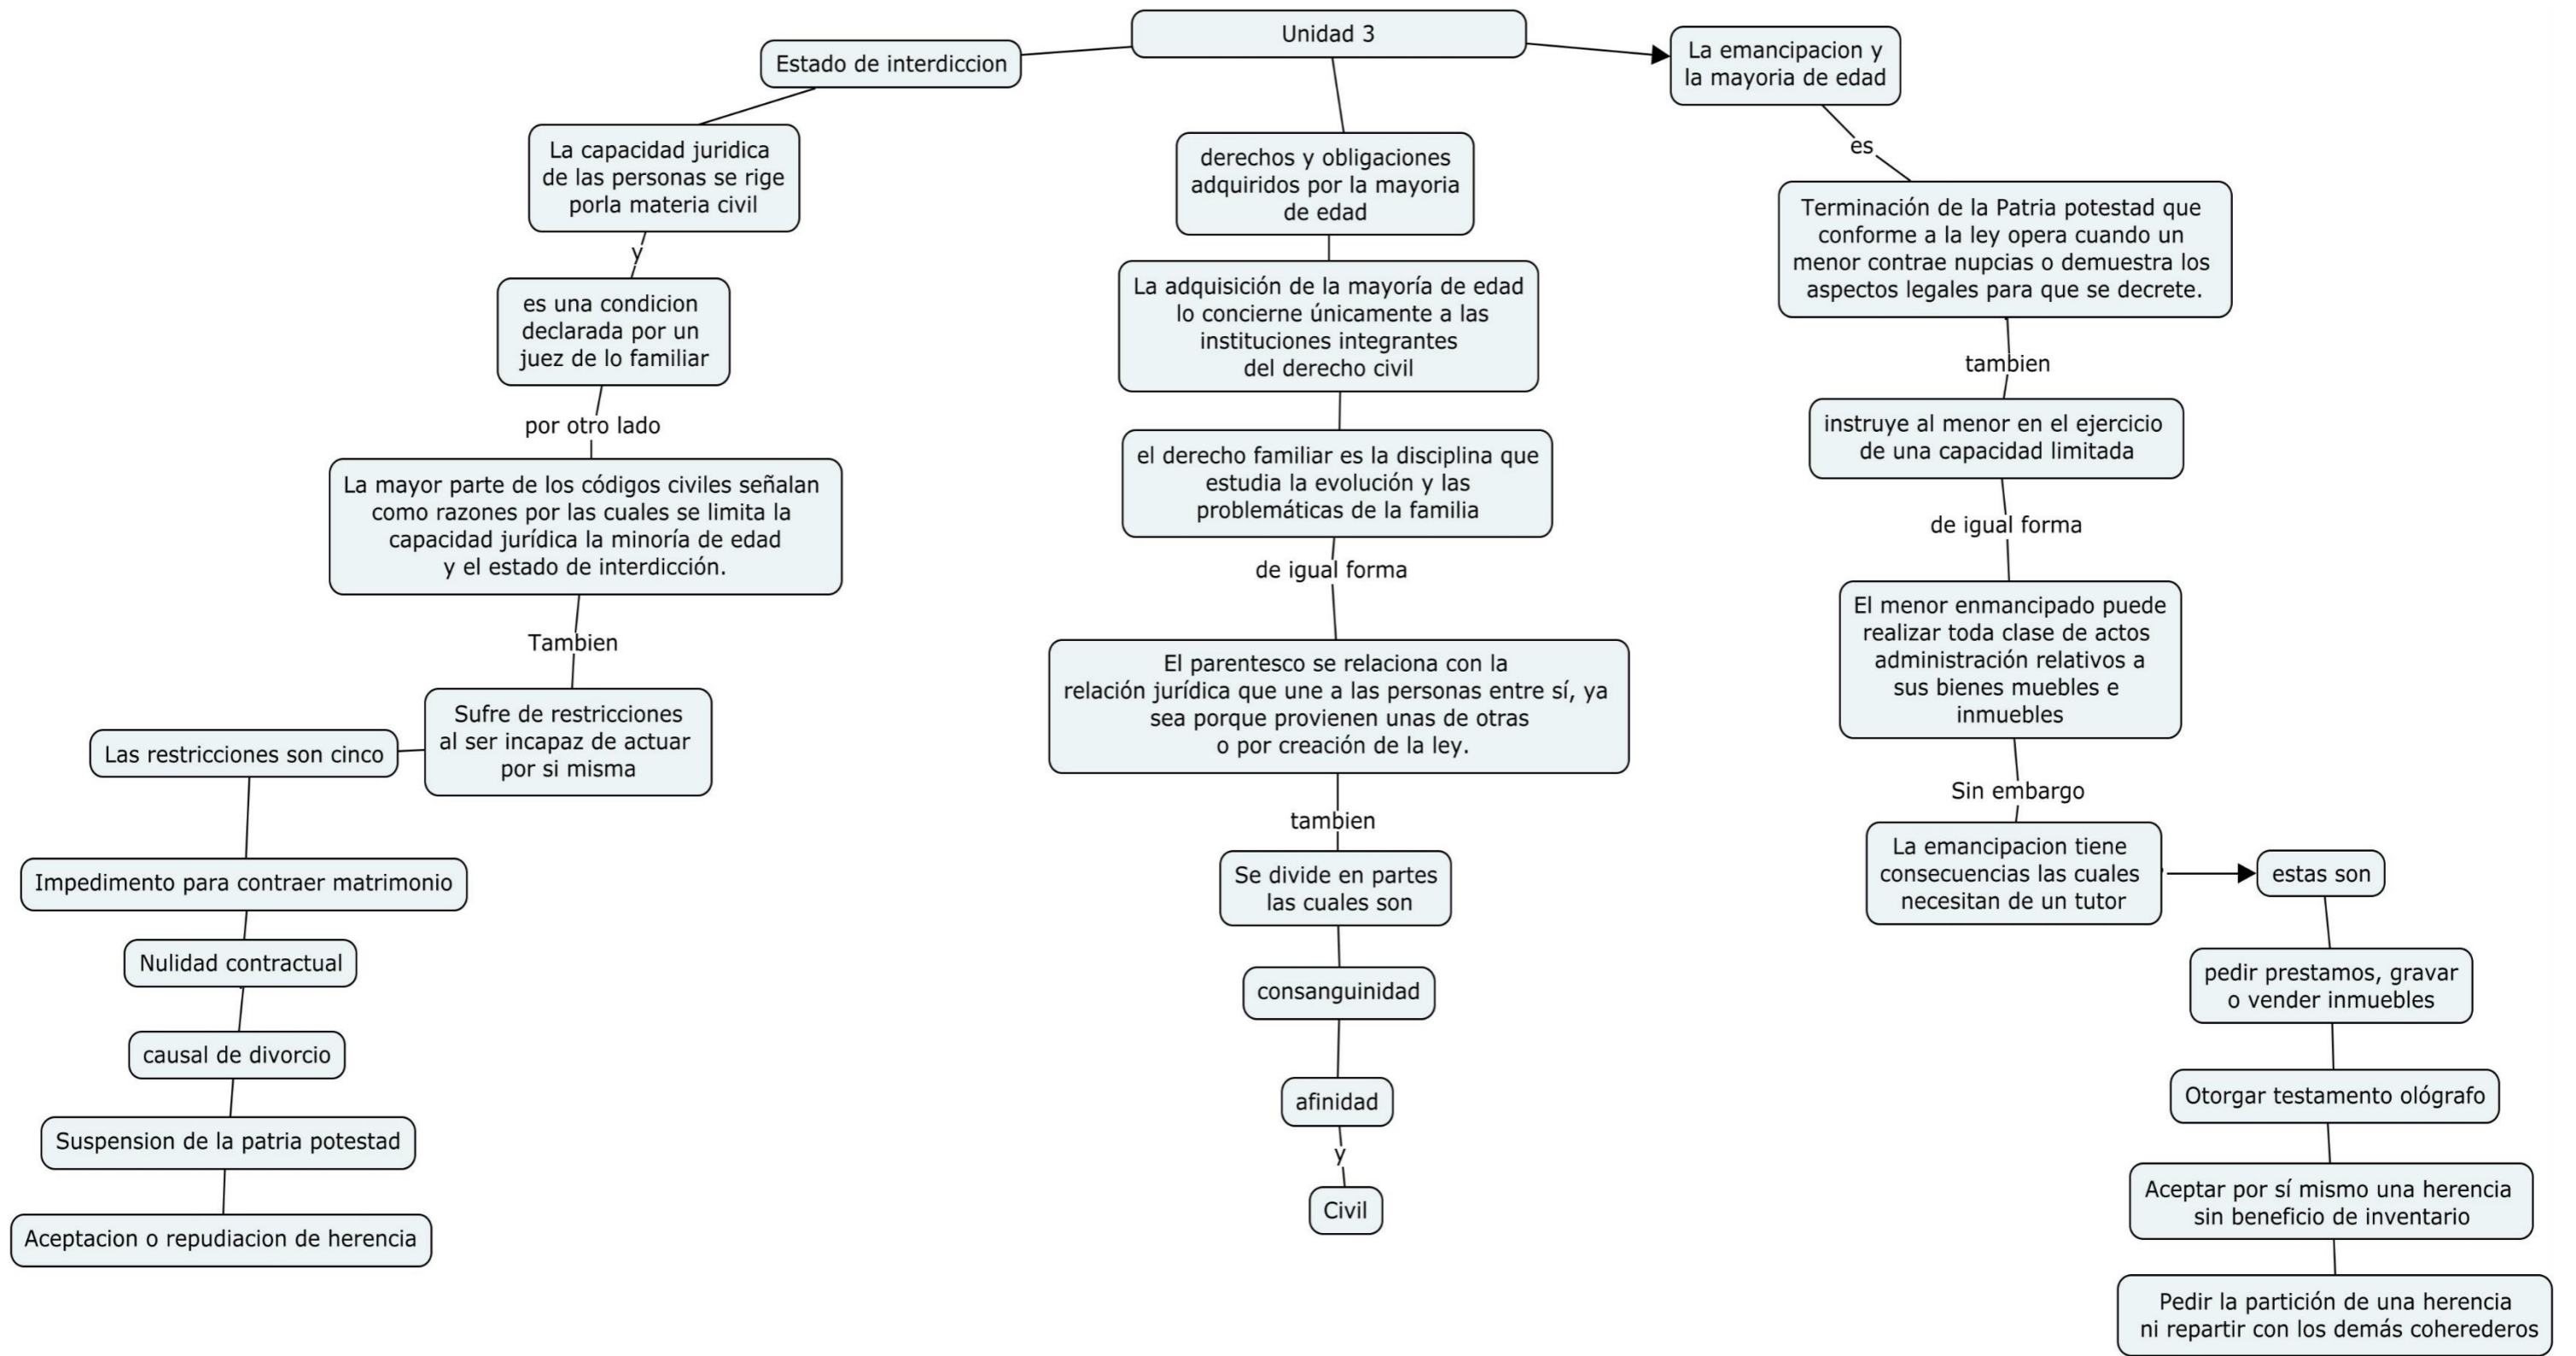 Unidad 3
Estado de interdiccion
La capacidad juridica
de las personas se rige
porla materia civil
y
es una condicion
declarada por un
juez de lo familiar
por otro lado
La mayor parte de los códigos civiles señalan
como razones por las cuales se limita la
capacidad jurídica la minoría de edad
y el estado de interdicción.
Tambien
Sufre de restricciones
al ser incapaz de actuar
por si misma
Las restricciones son cinco
Impedimento para contraer matrimonio
Nulidad contractual
causal de divorcio
Suspension de la patria potestad
Aceptacion o repudiacion de herencia
derechos y obligaciones
adquiridos por la mayoria
de edad
La adquisición de la mayoría de edad
lo concierne únicamente a las
instituciones integrantes
del derecho civil
el derecho familiar es la disciplina que
estudia la evolución y las
problemáticas de la familia
de igual forma
El parentesco se relaciona con la
relación jurídica que une a las personas entre sí, ya
sea porque provienen unas de otras
o por creación de la ley.
tambien
Se divide en partes
las cuales son
consanguinidad
afinidad
y
Civil
La emancipacion y
la mayoria de edad
es
Terminación de la Patria potestad que
conforme a la ley opera cuando un
menor contrae nupcias o demuestra los
aspectos legales para que se decrete.
tambien
instruye al menor en el ejercicio
de una capacidad limitada
de igual forma
El menor enmancipado puede
realizar toda clase de actos
administración relativos a
sus bienes muebles e
inmuebles
Sin embargo
La emancipacion tiene
consecuencias las cuales
necesitan de un tutor
estas son
pedir prestamos, gravar
o vender inmuebles
Otorgar testamento ológrafo
Aceptar por sí mismo una herencia
sin beneficio de inventario
Pedir la partición de una herencia
ni repartir con los demás coherederos